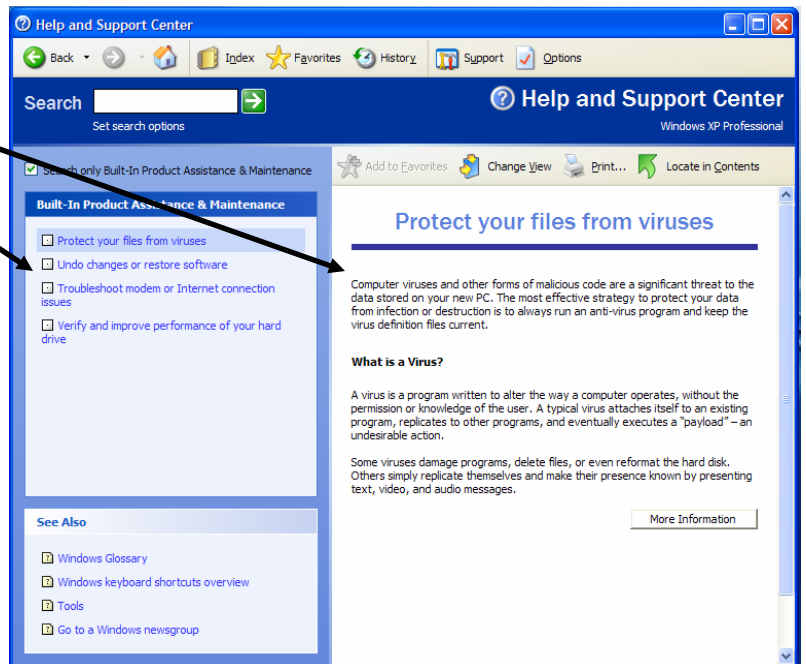 Help and Support Center
Back
Index
Favorites
History
Support
Options
Search
Set search options
Help and Support Center
Windows XP Professional
Search only Built-In Product Assistance & Maintenance
Add to Favorites
Change View
Print...
Locate in Contents
Built-In Product Assistance & Maintenance
Protect your files from viruses
Undo changes or restore software
Troubleshoot modem or Internet connection
issues
Verify and improve performance of your hard
drive
See Also
Windows Glossary
Windows keyboard shortcuts overview
Tools
Go to a Windows newsgroup
Protect your files from viruses
Computer viruses and other forms of malicious code are a significant threat to the
data stored on your new PC. The most effective strategy to protect your data
from infection or destruction is to always run an anti-virus program and keep the
virus definition files current.
What is a Virus?
A virus is a program written to alter the way a computer operates, without the
permission or knowledge of the user. A typical virus attaches itself to an existing
program, replicates to other programs, and eventually executes a "payload" – an
undesirable action.
Some viruses damage programs, delete files, or even reformat the hard disk.
Others simply replicate themselves and make their presence known by presenting
text, video, and audio messages.
More Information